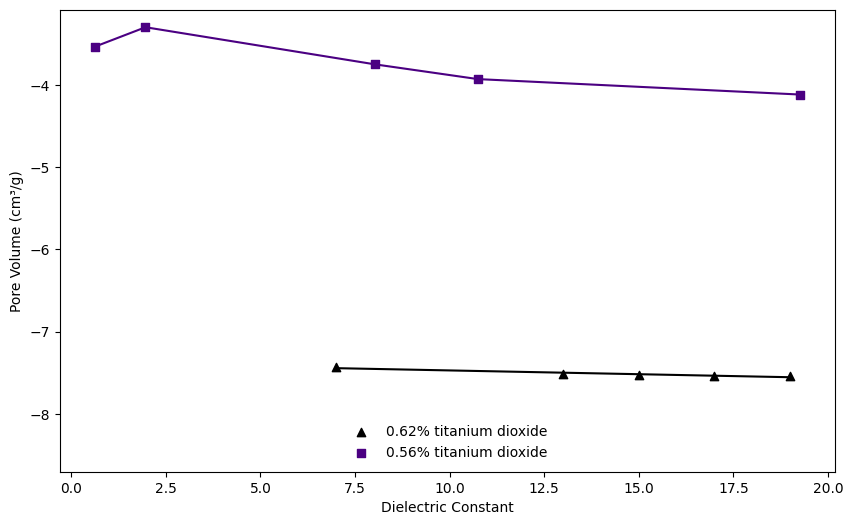 −4
−5
−6
−7
−8
Pore Volume (cm³/g)
0.62% titanium dioxide
0.56% titanium dioxide
0.0 2.5 5.0 7.5 10.0 12.5 15.0 17.5 20.0
Dielectric Constant